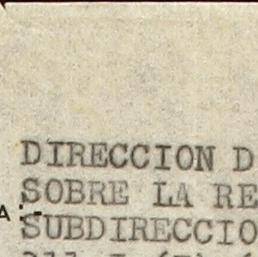 DIRECCION D
SOBRE LA RE
A:-
SUBDIRECCIO